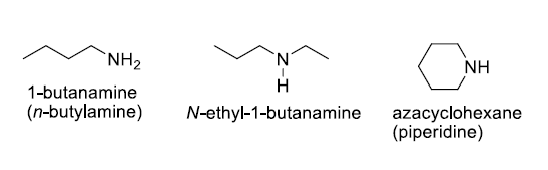 NH2
1-butanamine
(n-butylamine)
N
H
N-ethyl-1-butanamine
NH
azacyclohexane
(piperidine)